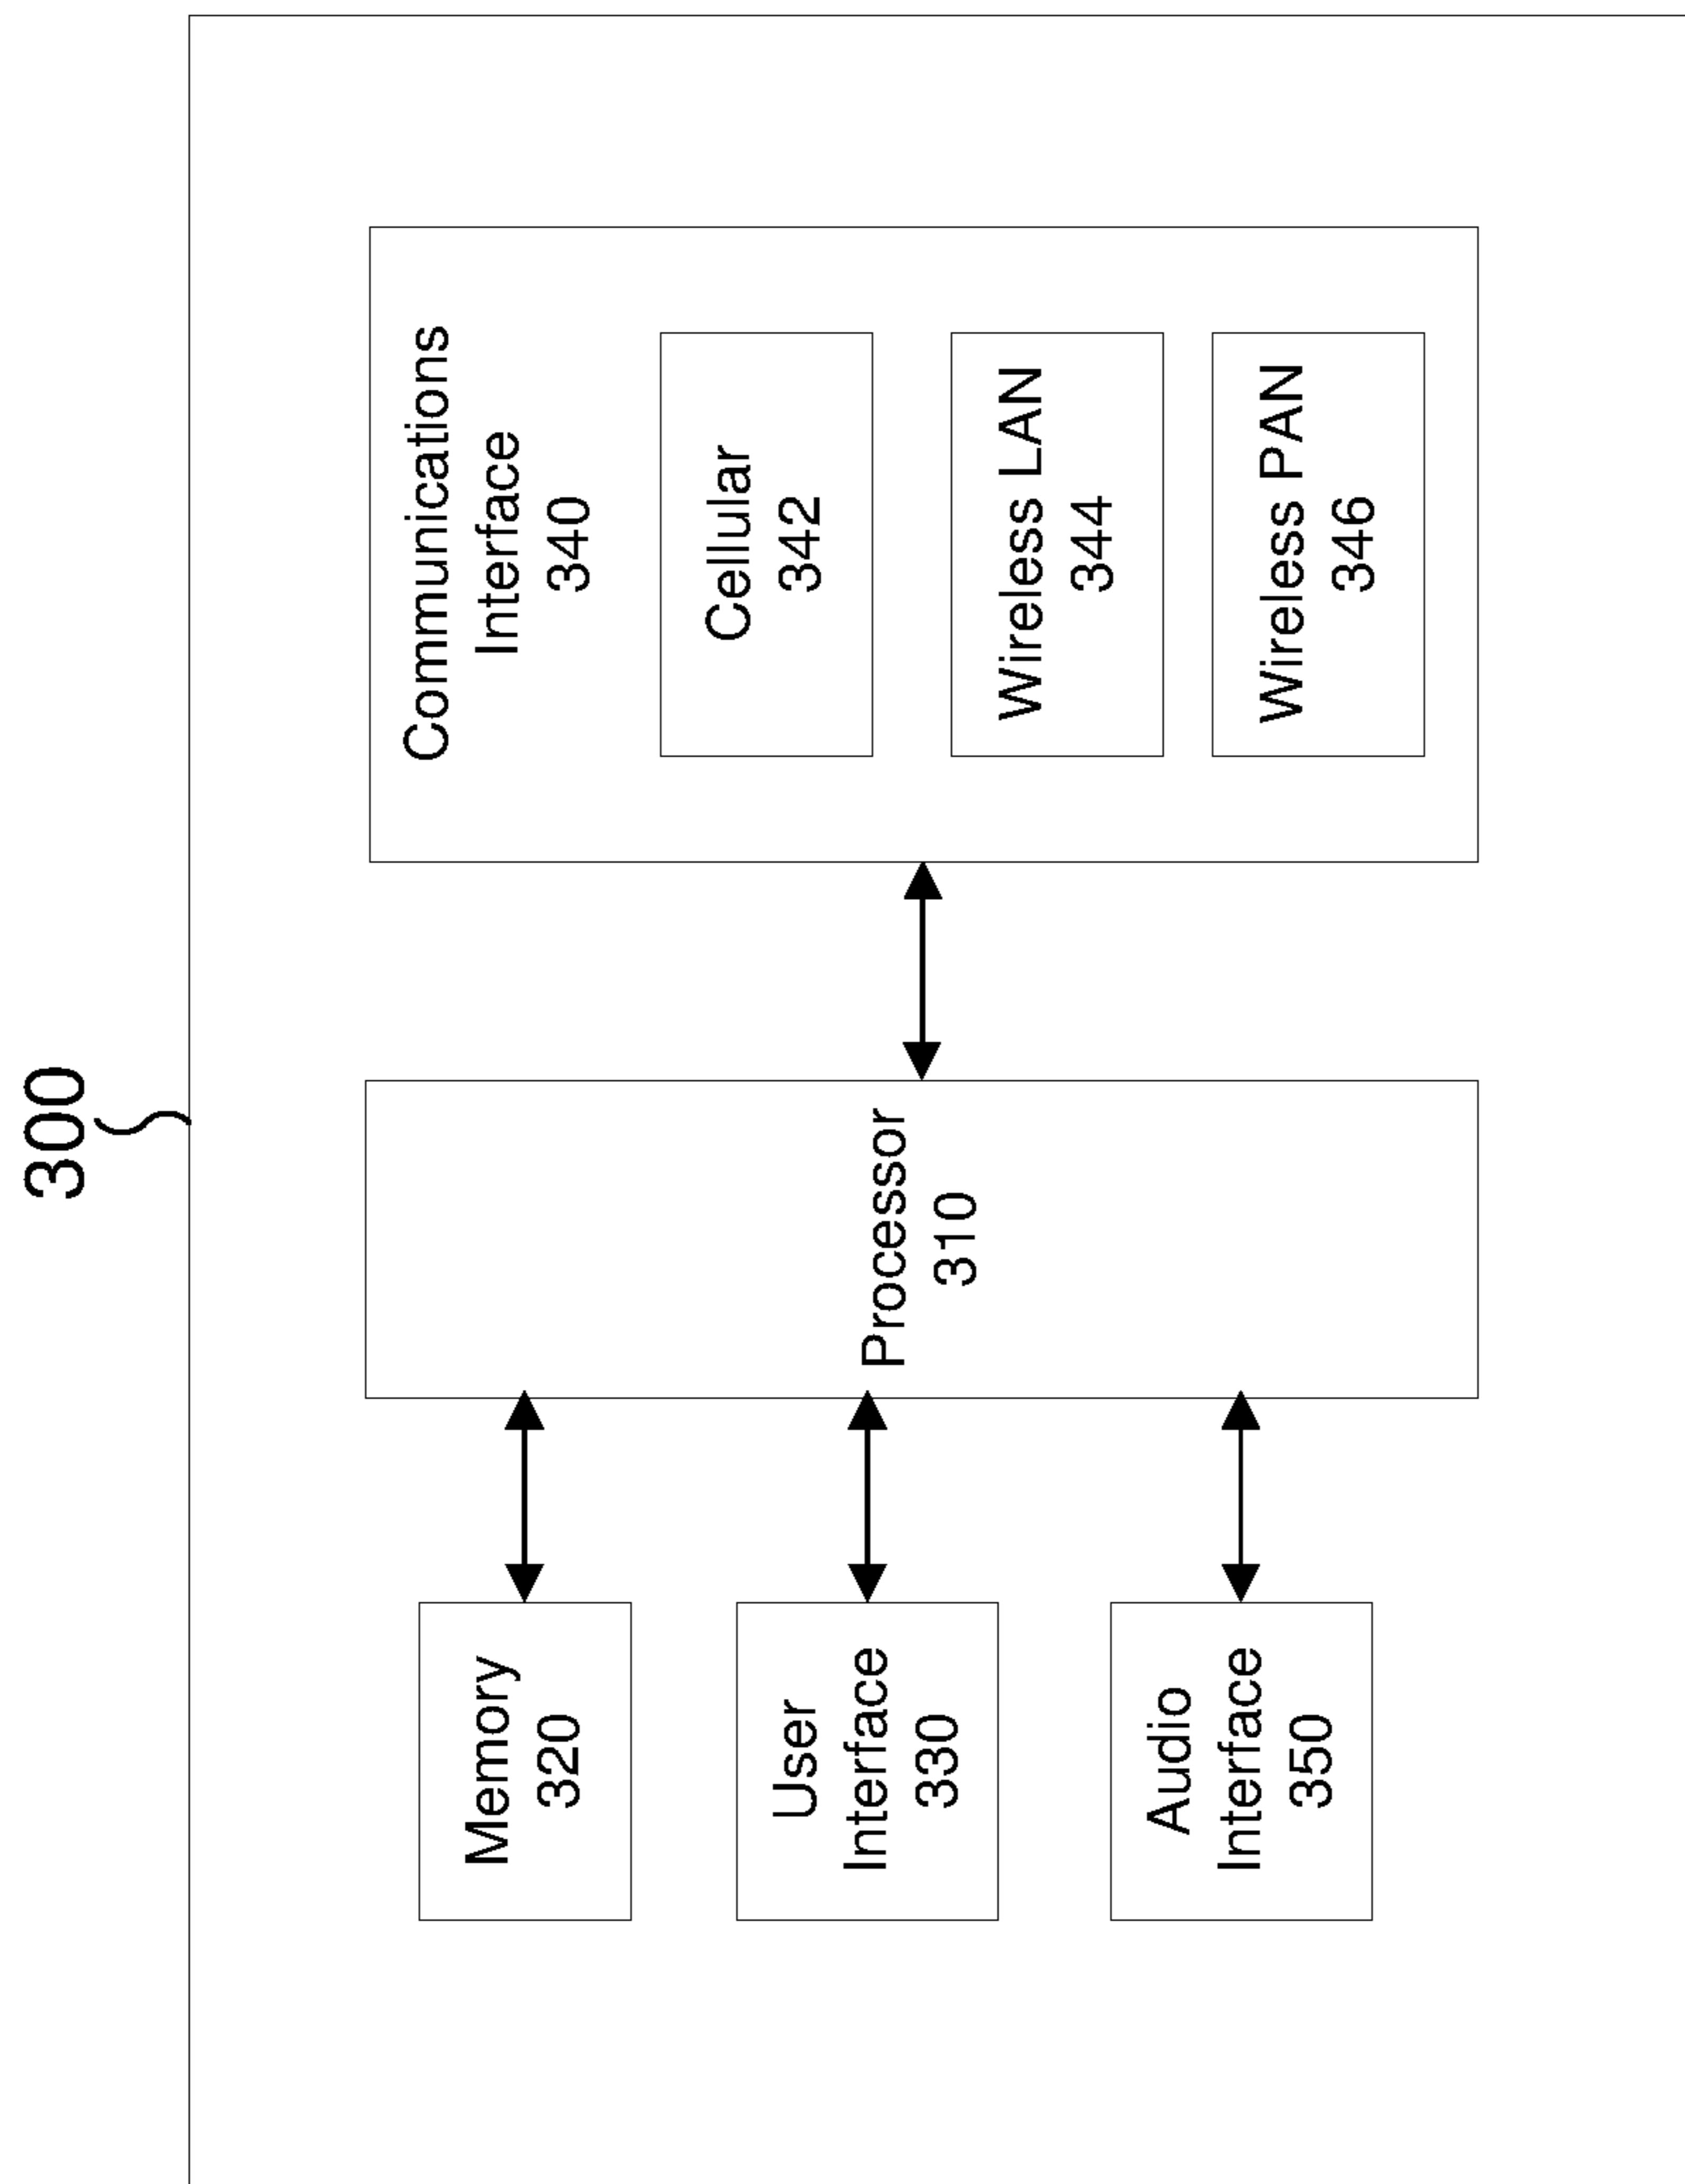 300
Memory
320
User
Interface
330
Audio
Interface
350
Processor
310
Communications
Interface
340
Cellular
342
Wireless LAN
344
Wireless PAN
346